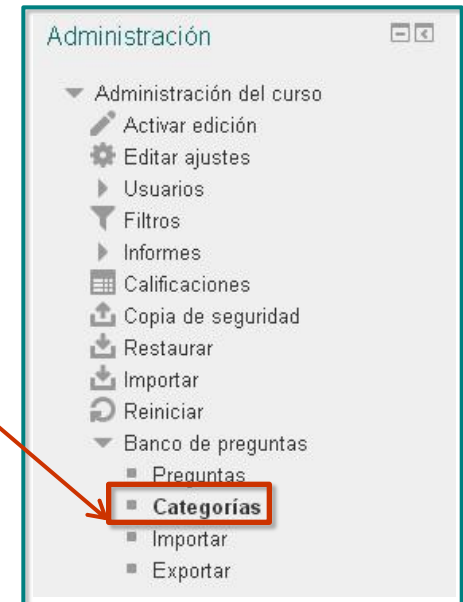 Administración
Administración del curso
Activar edición
Editar ajustes
Usuarios
Filtros
Informes
Calificaciones
Copia de seguridad
Restaurar
Importar
Reiniciar
Banco de preguntas
Preguntas
Categorías
Importar
Exportar